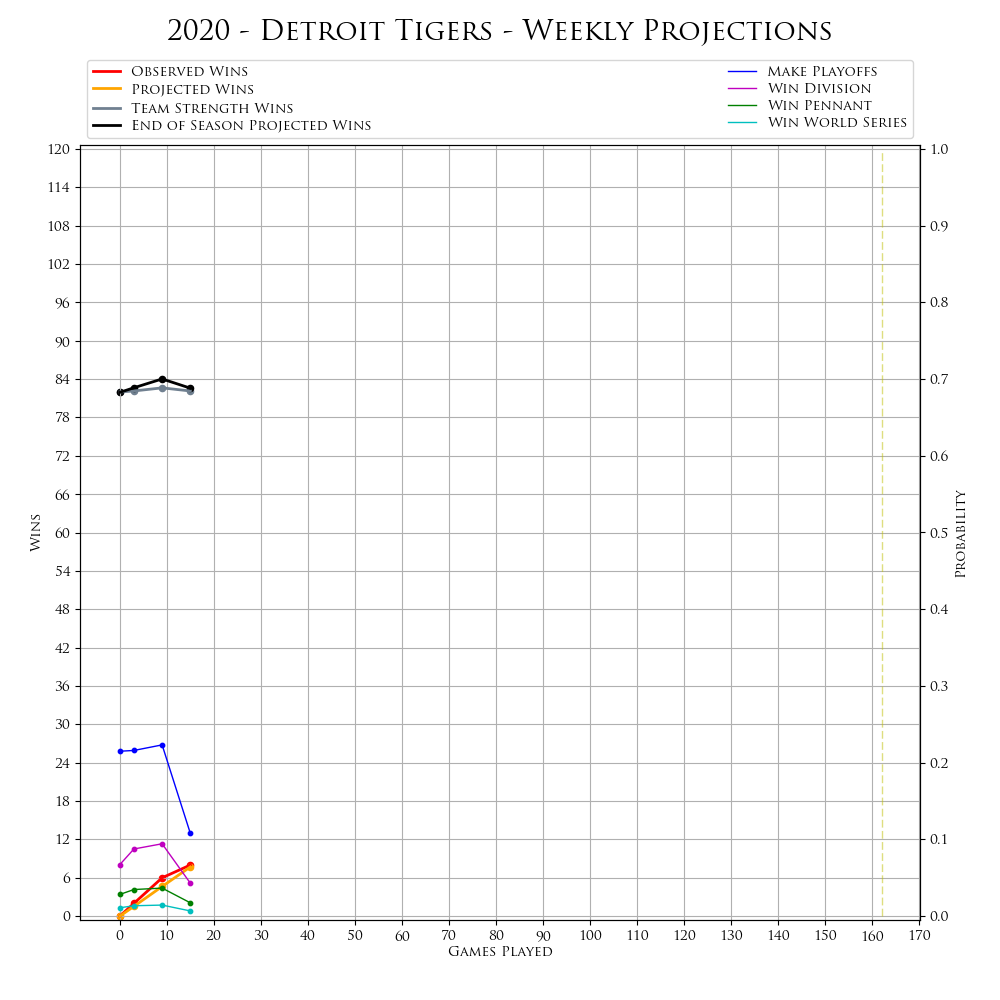 2020 - Detroit Tigers - Weekly Projections
Observed Wins
Projected Wins
Team Strength Wins
End of Season Projected Wins
Make Playoffs
Win Division
Win Pennant
Win World Series
120
114
108
102
96
90
84
78
72
66
60
54
48
42
36
30
24
18
12
6
0
Wins
1.0
0.9
0.8
0.7
0.6
0.5
0.4
0.3
0.2
0.1
0.0
Probability
0 10 20 30 40 50 60 70 80 90 100 110 120 130 140 150 160 170
Games Played